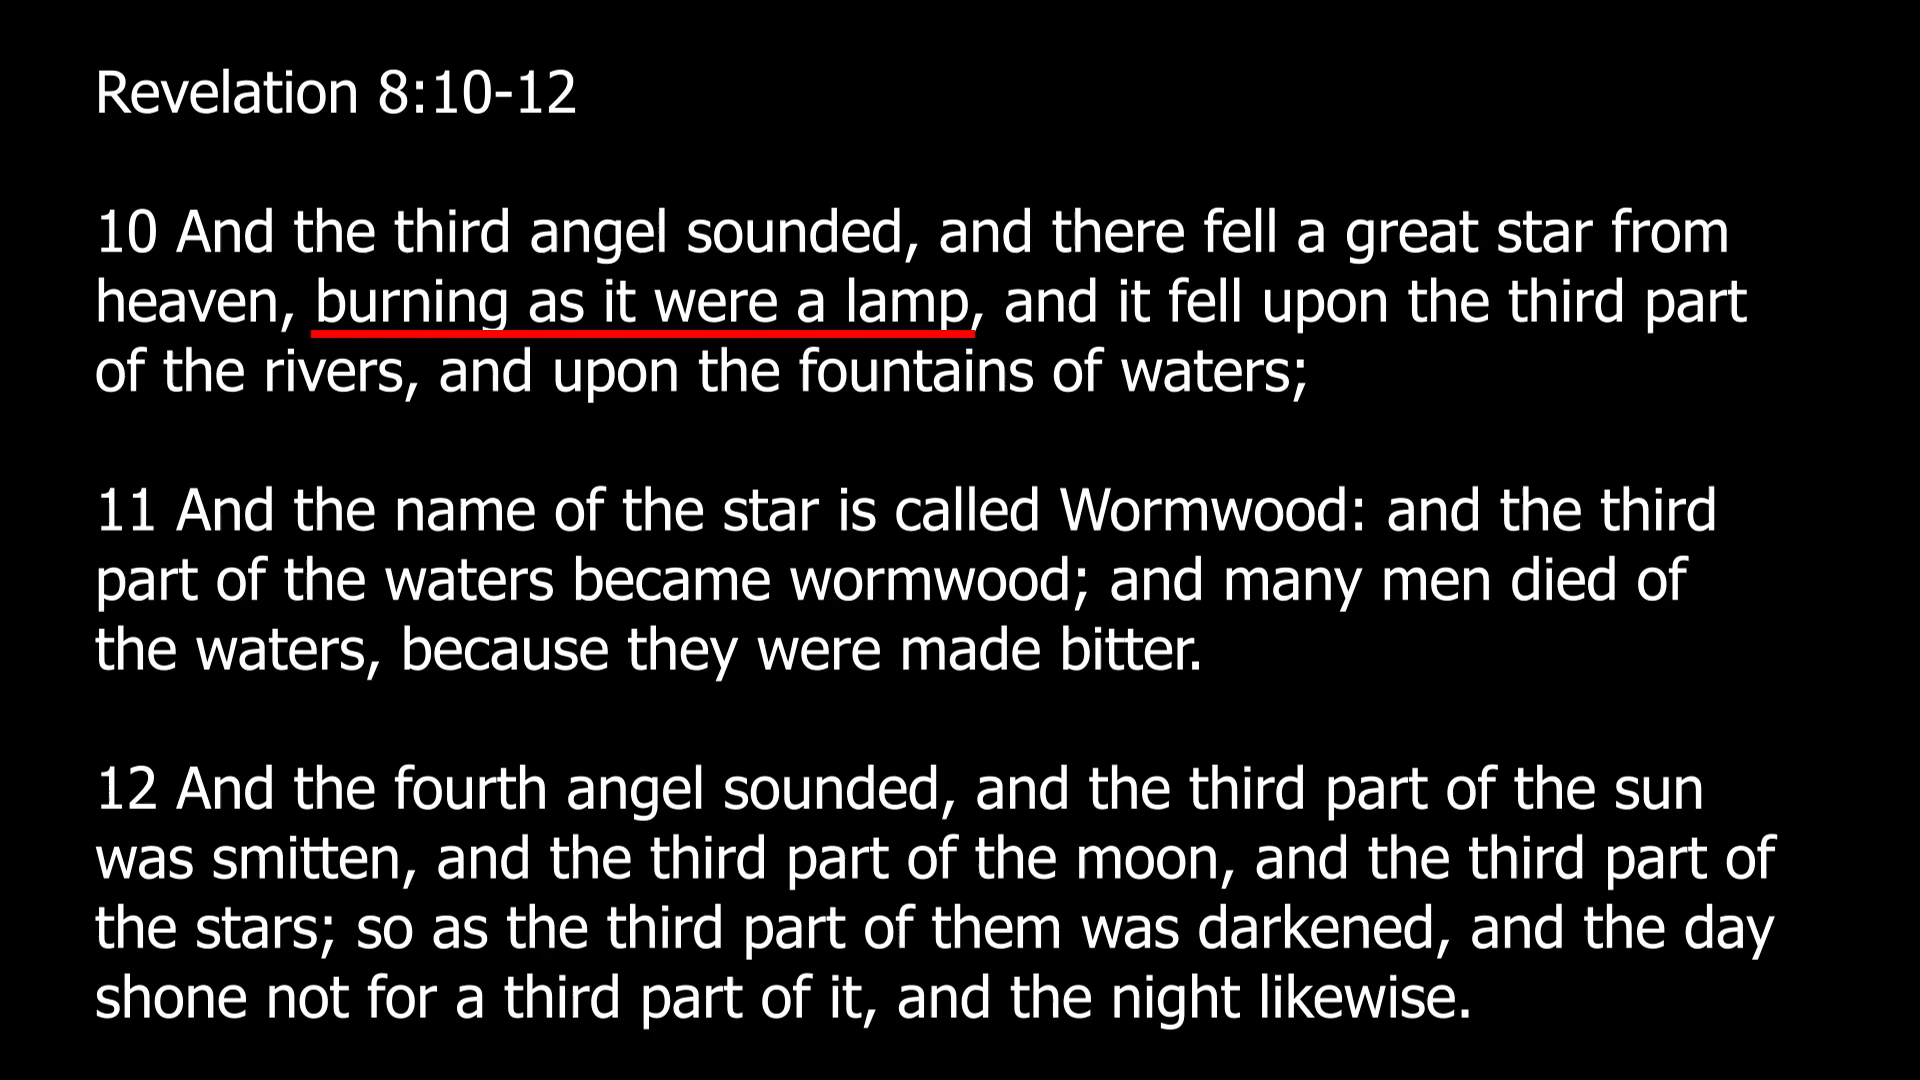 Revelation 8:10-12
10 And the third angel sounded, and there fell a great star from
heaven, burning as it were a lamp, and it fell upon the third part
of the rivers, and upon the fountains of waters;
11 And the name of the star is called Wormwood: and the third
part of the waters became wormwood; and many men died of
the waters, because they were made bitter.
12 And the fourth angel sounded, and the third part of the sun
was smitten, and the third part of the moon, and the third part of
the stars; so as the third part of them was darkened, and the day
shone not for a third part of it, and the night likewise.